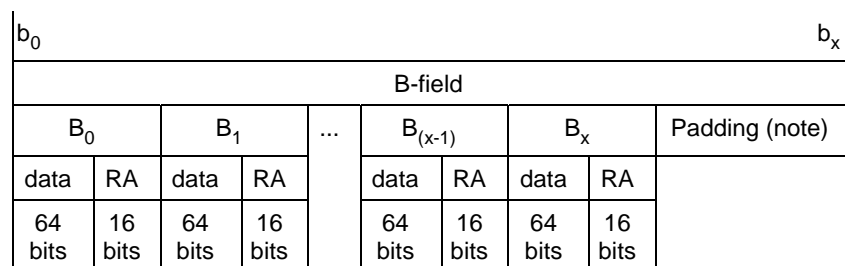 b0 bx
B-field
B0 B1 ... B(x-1) Bx Padding (note)
data RA data RA data RA data RA
64 bits 16 bits 64 bits 16 bits 64 bits 16 bits 64 bits 16 bits